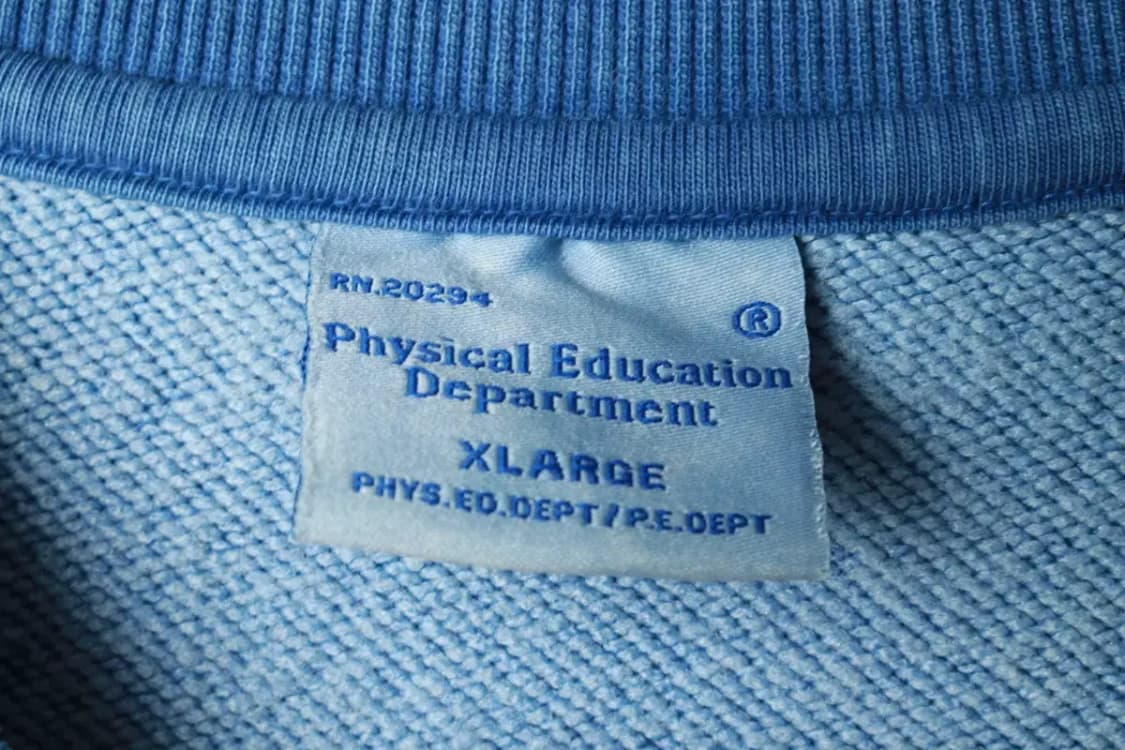 RN.20294
®
Physical Education
Department
XLARGE
PHYS.ED.DEPT/P.E.DEPT